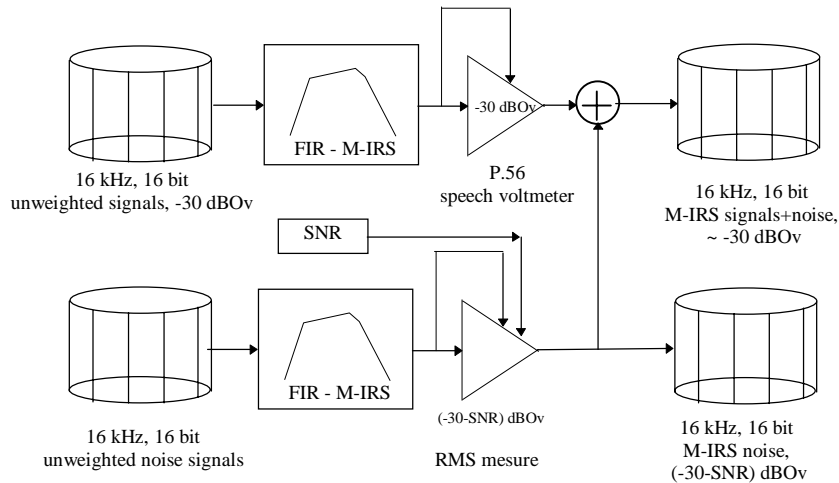 -30 dBOv
FIR - M-IRS
16 kHz, 16 bit
unweighted signals, -30 dBOv
P.56
speech voltmeter
16 kHz, 16 bit
M-IRS signals+noise,
~ -30 dBOv
SNR
FIR - M-IRS
(-30-SNR) dBOv
16 kHz, 16 bit
unweighted noise signals
RMS mesure
16 kHz, 16 bit
M-IRS noise,
(-30-SNR) dBOv